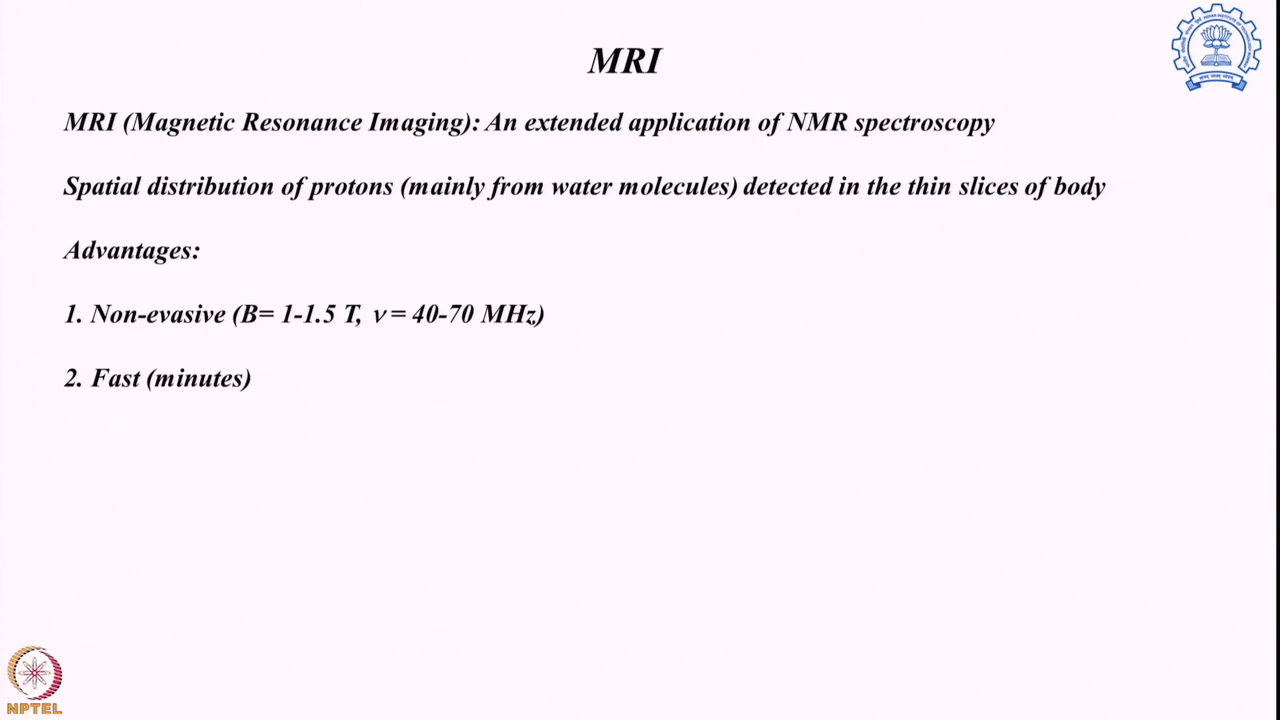 MRI
MRI (Magnetic Resonance Imaging): An extended application of NMR spectroscopy
Spatial distribution of protons (mainly from water molecules) detected in the thin slices of body
Advantages:
1. Non-evasive (B= 1-1.5 T, ν = 40-70 MHz)
2. Fast (minutes)
NPTEL